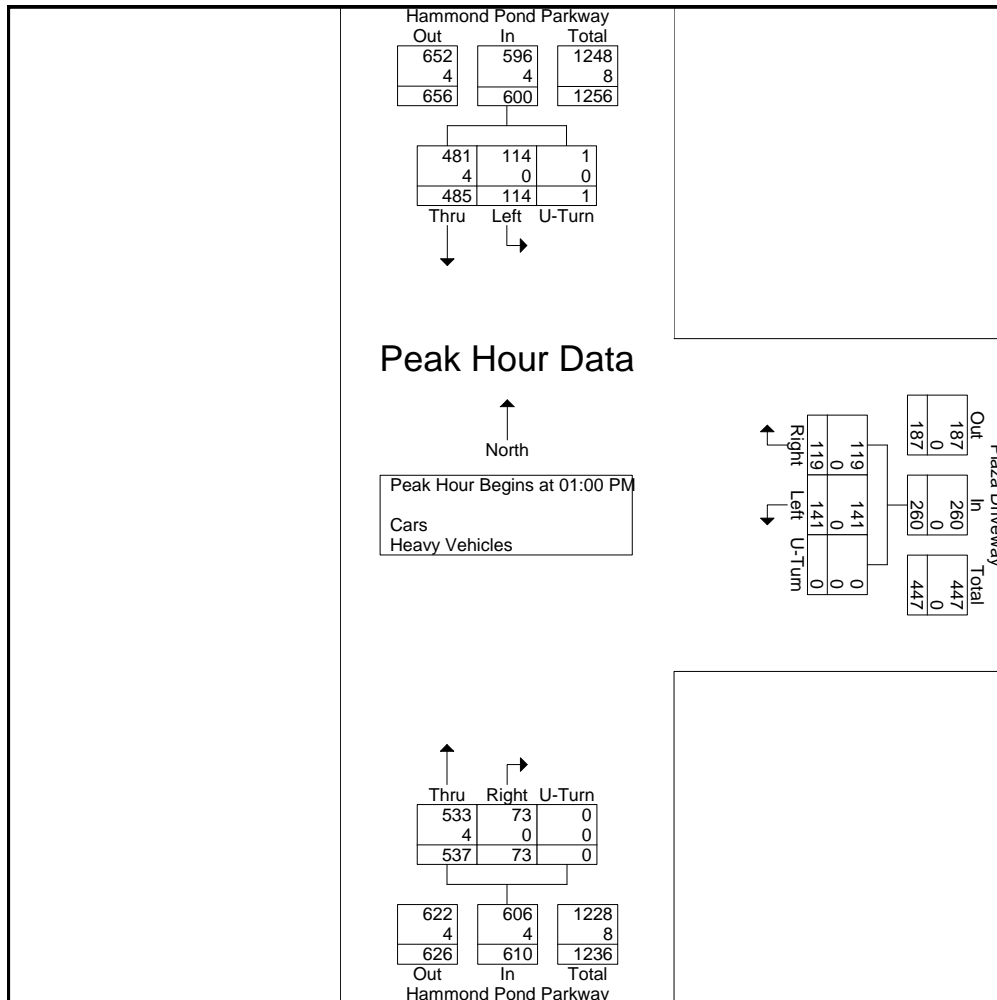 Hammond Pond Parkway
Out In Total
652 596 1248
4 4 8
656 600 1256
481 114 1
4 0 0
485 114 1
Thru Left U-Turn
Peak Hour Data
North
Peak Hour Begins at 01:00 PM
Cars
Heavy Vehicles
Plaza Driveway
Out In Total
187 260 447
0 0 0
187 260 447
119 141 0
0 0 0
119 141 0
Right Left U-Turn
Thru Right U-Turn
533 73 0
4 0 0
537 73 0
622 606 1228
4 4 8
626 610 1236
Out In Total
Hammond Pond Parkway